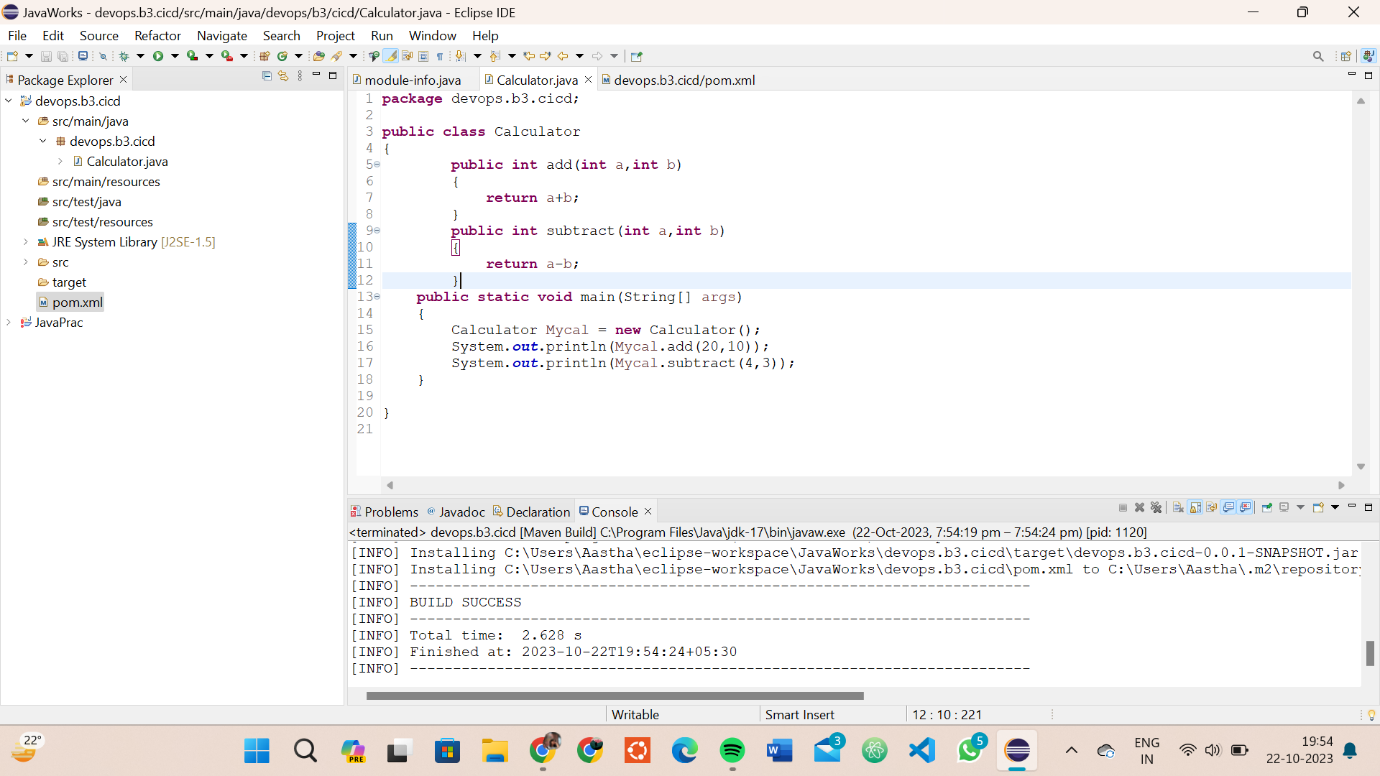 JavaWorks - devops.b3.cicd/src/main/java/devops/b3/cicd/Calculator.java - Eclipse IDE
File Edit Source Refactor Navigate Search Project Run Window Help
Package Explorer
devops.b3.cicd
src/main/java
devops.b3.cicd
Calculator.java
src/main/resources
src/test/java
src/test/resources
JRE System Library [J2SE-1.5]
src
target
pom.xml
JavaPrac
module-info.java Calculator.java devops.b3.cicd/pom.xml
1 package devops.b3.cicd;
2
3 public class Calculator
4 {
5 public int add(int a,int b)
6 {
7 return a+b;
8 }
9 public int subtract(int a,int b)
10 {
11 return a-b;
12 }
13 public static void main(String[] args)
14 {
15 Calculator Mycal = new Calculator();
16 System.out.println(Mycal.add(20,10));
17 System.out.println(Mycal.subtract(4,3));
18 }
19
20 }
21
Problems Javadoc Declaration Console
<terminated> devops.b3.cicd [Maven Build] C:\Program Files\Java\jdk-17\bin\javaw.exe (22-Oct-2023, 7:54:19 pm – 7:54:24 pm) [pid: 1120]
[INFO] Installing C:\Users\Aastha\eclipse-workspace\JavaWorks\devops.b3.cicd\target\devops.b3.cicd-0.0.1-SNAPSHOT.jar
[INFO] Installing C:\Users\Aastha\eclipse-workspace\JavaWorks\devops.b3.cicd\pom.xml to C:\Users\Aastha\.m2\repository
[INFO] ------------------------------------------------------------------------
[INFO] BUILD SUCCESS
[INFO] ------------------------------------------------------------------------
[INFO] Total time: 2.628 s
[INFO] Finished at: 2023-10-22T19:54:24+05:30
[INFO] ------------------------------------------------------------------------
Writable Smart Insert 12 : 10 : 221
22°
PRE
3
5
ENG
IN
19:54
22-10-2023